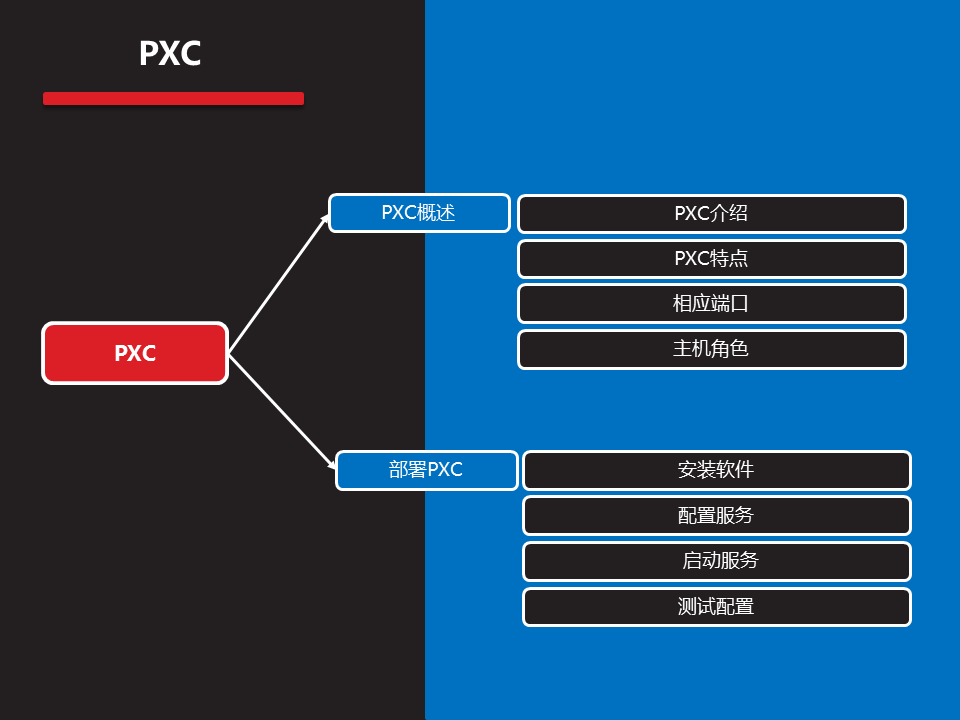 PXC
PXC
PXC概述
PXC介绍
PXC特点
相应端口
主机角色
部署PXC
安装软件
配置服务
启动服务
测试配置